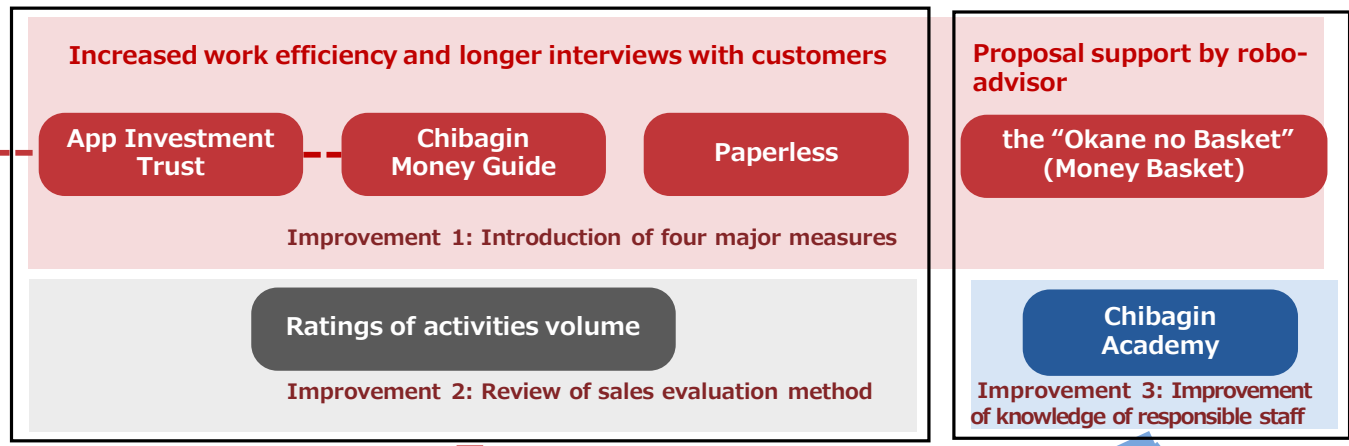 Increased work efficiency and longer interviews with customers
App Investment
Trust
Chibagin
Money Guide
Paperless
Improvement 1: Introduction of four major measures
Proposal support by robo-
advisor
the “Okane no Basket”
(Money Basket)
Ratings of activities volume
Improvement 2: Review of sales evaluation method
Chibagin
Academy
Improvement 3: Improvement
of knowledge of responsible staff